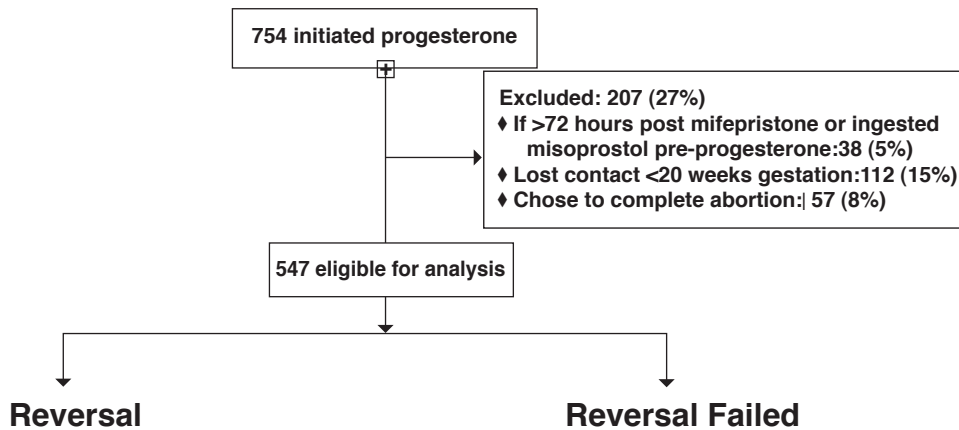 754 initiated progesterone
Excluded: 207 (27%)
♦ If >72 hours post mifepristone or ingested
misoprostol pre-progesterone:38 (5%)
♦ Lost contact <20 weeks gestation:112 (15%)
♦ Chose to complete abortion:| 57 (8%)
547 eligible for analysis
Reversal
Reversal Failed